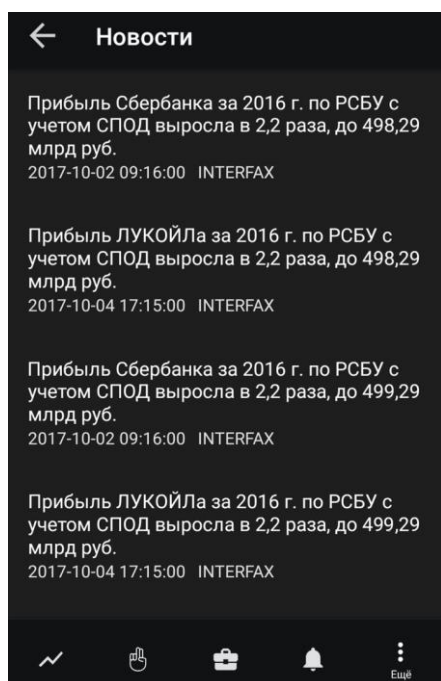 Новости
Прибыль Сбербанка за 2016 г. по РСБУ с
учетом СПОД выросла в 2,2 раза, до 498,29
млрд руб.
2017-10-02 09:16:00 INTERFAX
Прибыль ЛУКОЙЛа за 2016 г. по РСБУ с
учетом СПОД выросла в 2,2 раза, до 498,29
млрд руб.
2017-10-04 17:15:00 INTERFAX
Прибыль Сбербанка за 2016 г. по РСБУ с
учетом СПОД выросла в 2,2 раза, до 499,29
млрд руб.
2017-10-02 09:16:00 INTERFAX
Прибыль ЛУКОЙЛа за 2016 г. по РСБУ с
учетом СПОД выросла в 2,2 раза, до 499,29
млрд руб.
2017-10-04 17:15:00 INTERFAX
Ещё